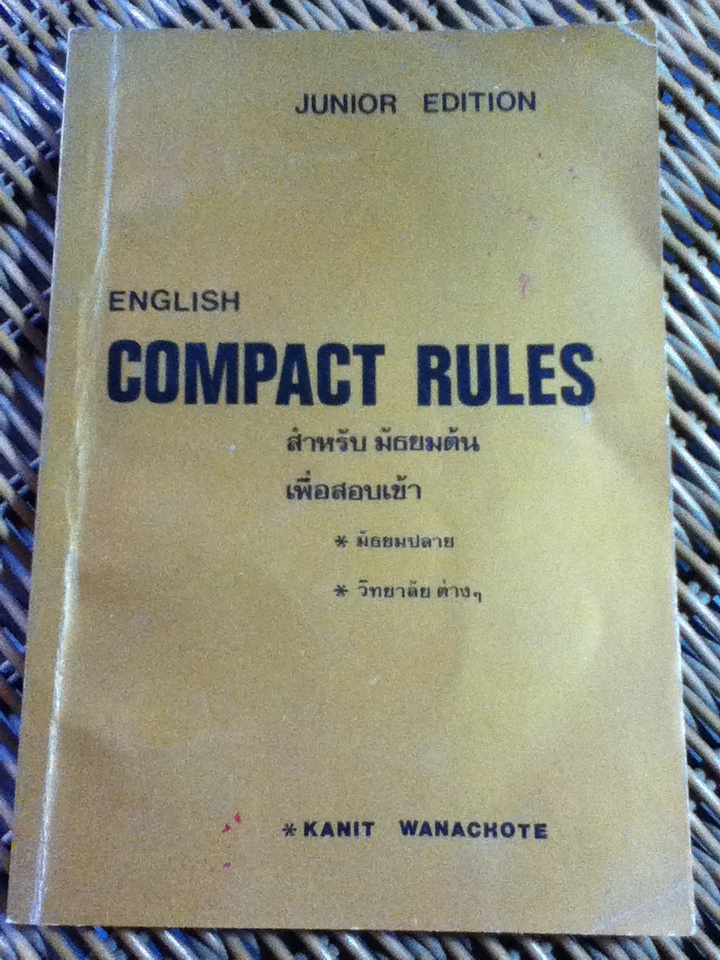 JUNIOR EDITION
ENGLISH
COMPACT RULES
สำหรับ มัธยมต้น
เพื่อสอบเข้า
* มัธยมปลาย
* วิทยาลัย ต่างๆ
* KANIT WANACHOTE